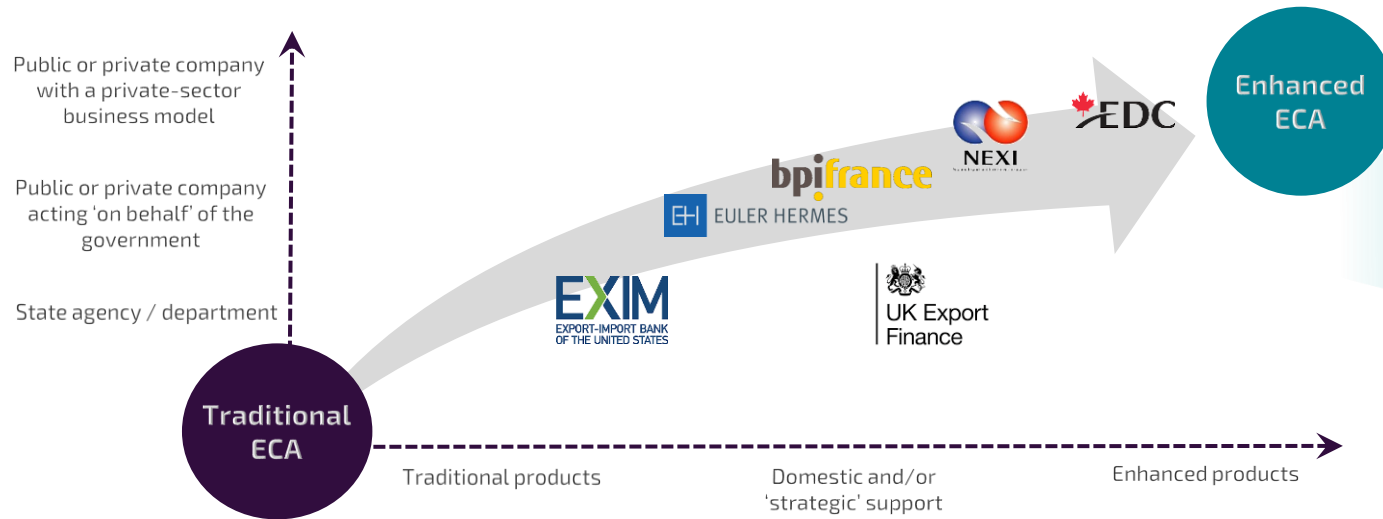 Public or private company
with a private-sector
business model
Public or private company
acting ‘on behalf’ of the
government
State agency / department
Traditional
ECA
Enhanced
ECA
EDC
NEXI
bpifrance
EH EULER HERMES
EXIM
EXPORT-IMPORT BANK
OF THE UNITED STATES
UK Export
Finance
Traditional products
Domestic and/or
‘strategic’ support
Enhanced products